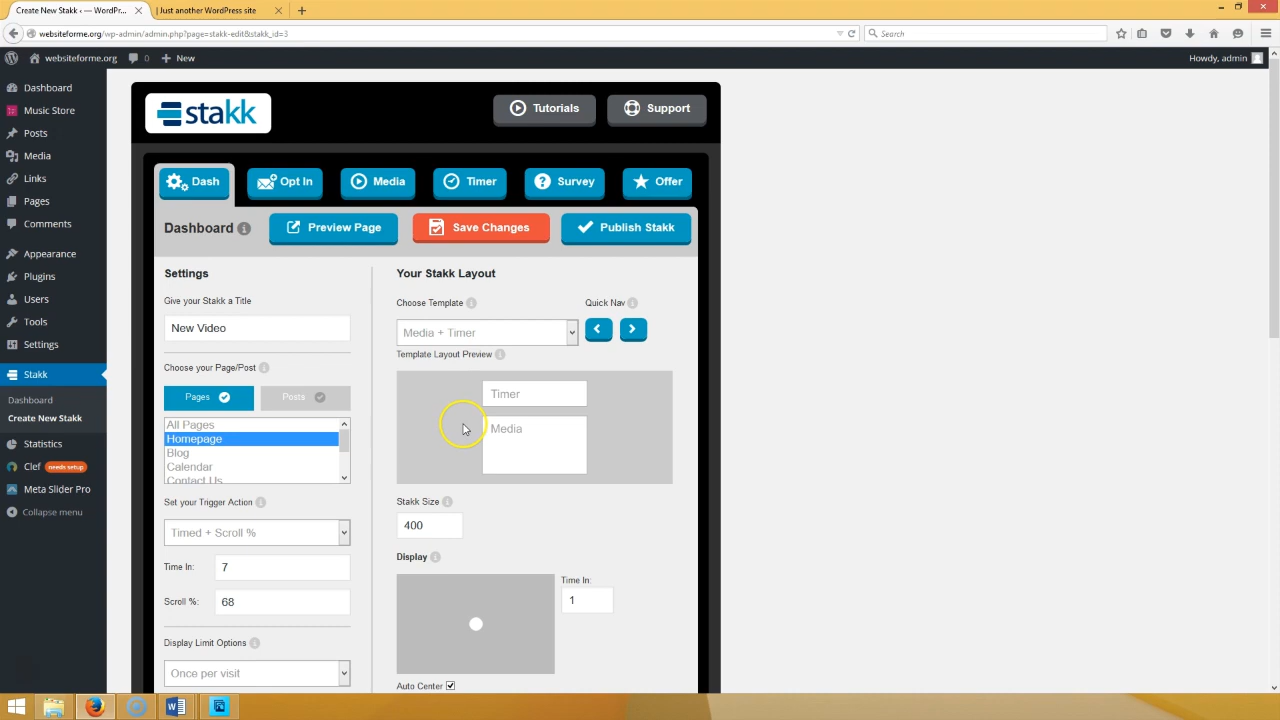 Create New Stakk ‹ — WordPr...
| Just another WordPress site
websiteforme.org/wp-admin/admin.php?page=stakk-edit&stakk_id=3
Search
websiteforme.org
0
New
Howdy, admin
Dashboard
Music Store
Posts
Media
Links
Pages
Comments
Appearance
Plugins
Users
Tools
Settings
Stakk
Dashboard
Create New Stakk
Statistics
Clef needs setup
Meta Slider Pro
Collapse menu
stakk
Tutorials
Support
Dash
Opt In
Media
Timer
Survey
Offer
Dashboard
Preview Page
Save Changes
Publish Stakk
Settings
Give your Stakk a Title
New Video
Choose your Page/Post
Pages
Posts
All Pages
Homepage
Blog
Calendar
Contact Us
Set your Trigger Action
Timed + Scroll %
Time In: 7
Scroll %: 68
Display Limit Options
Once per visit
Your Stakk Layout
Choose Template
Quick Nav
Media + Timer
Template Layout Preview
Timer
Media
Stakk Size
400
Display
Time In:
1
Auto Center